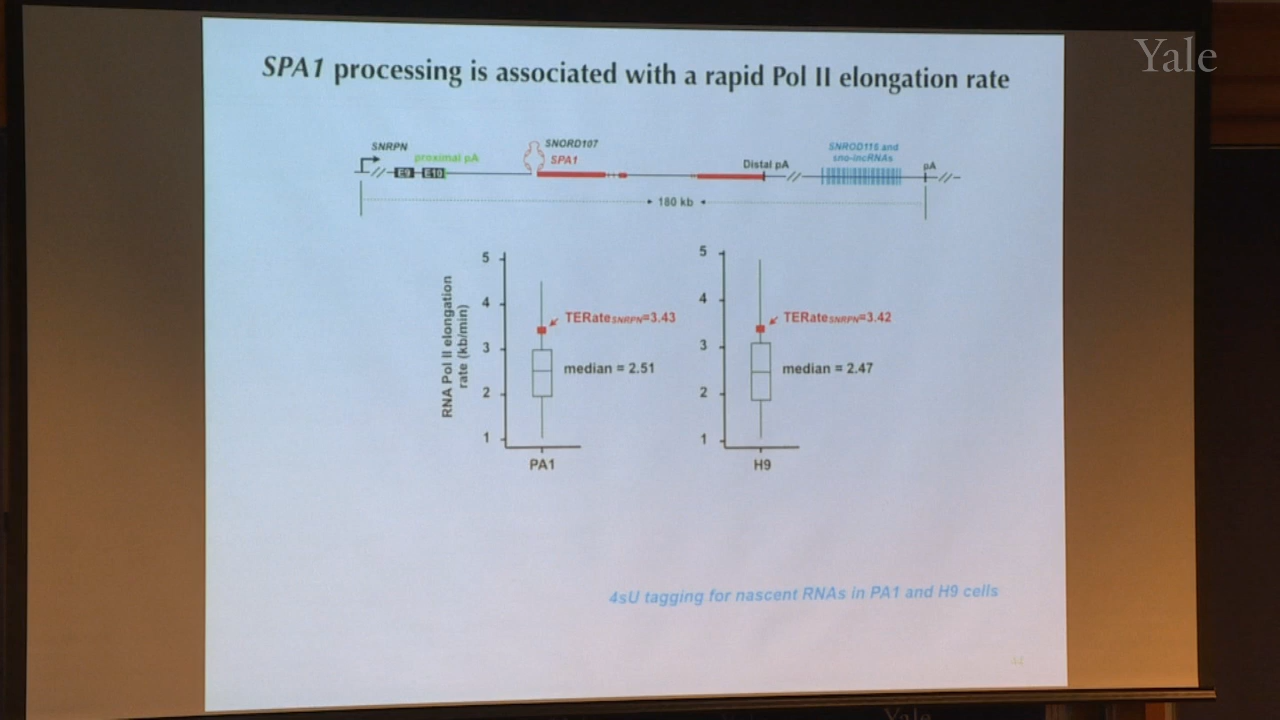 Yale
SPA1 processing is associated with a rapid Pol II elongation rate
SNRPN
proximal pA
E9
E10
SNORD107
SPA1
Distal pA
SNROD116 and
sno-lncRNAs
pA
180 kb
RNA Pol II elongation
rate (kb/min)
5
4
3
2
1
TERateSNRPN=3.43
median = 2.51
PA1
5
4
3
2
1
TERateSNRPN=3.42
median = 2.47
H9
4sU tagging for nascent RNAs in PA1 and H9 cells
Yale